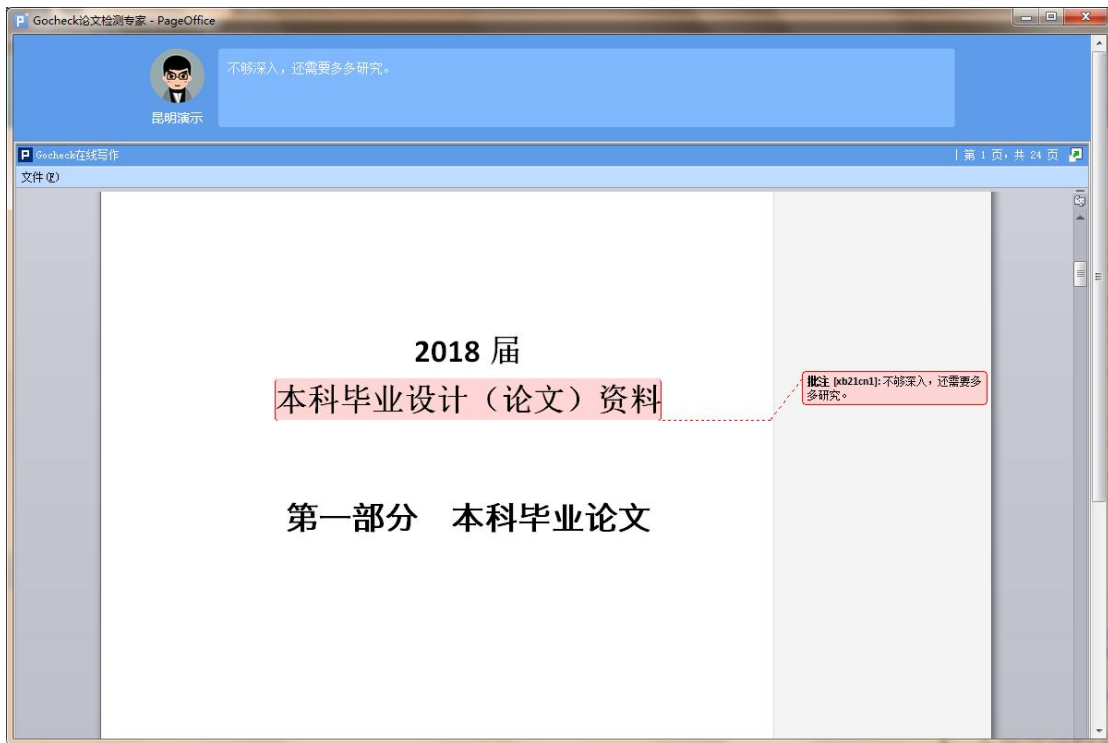 Gocheck论文检测专家 - PageOffice
不够深入，还需要多多研究。
昆明演示
Gocheck在线写作
第 1 页，共 24 页
文件(F)
2018 届
本科毕业设计（论文）资料
批注 [xb21cn1]: 不够深入，还需要多
多研究。
第一部分 本科毕业论文